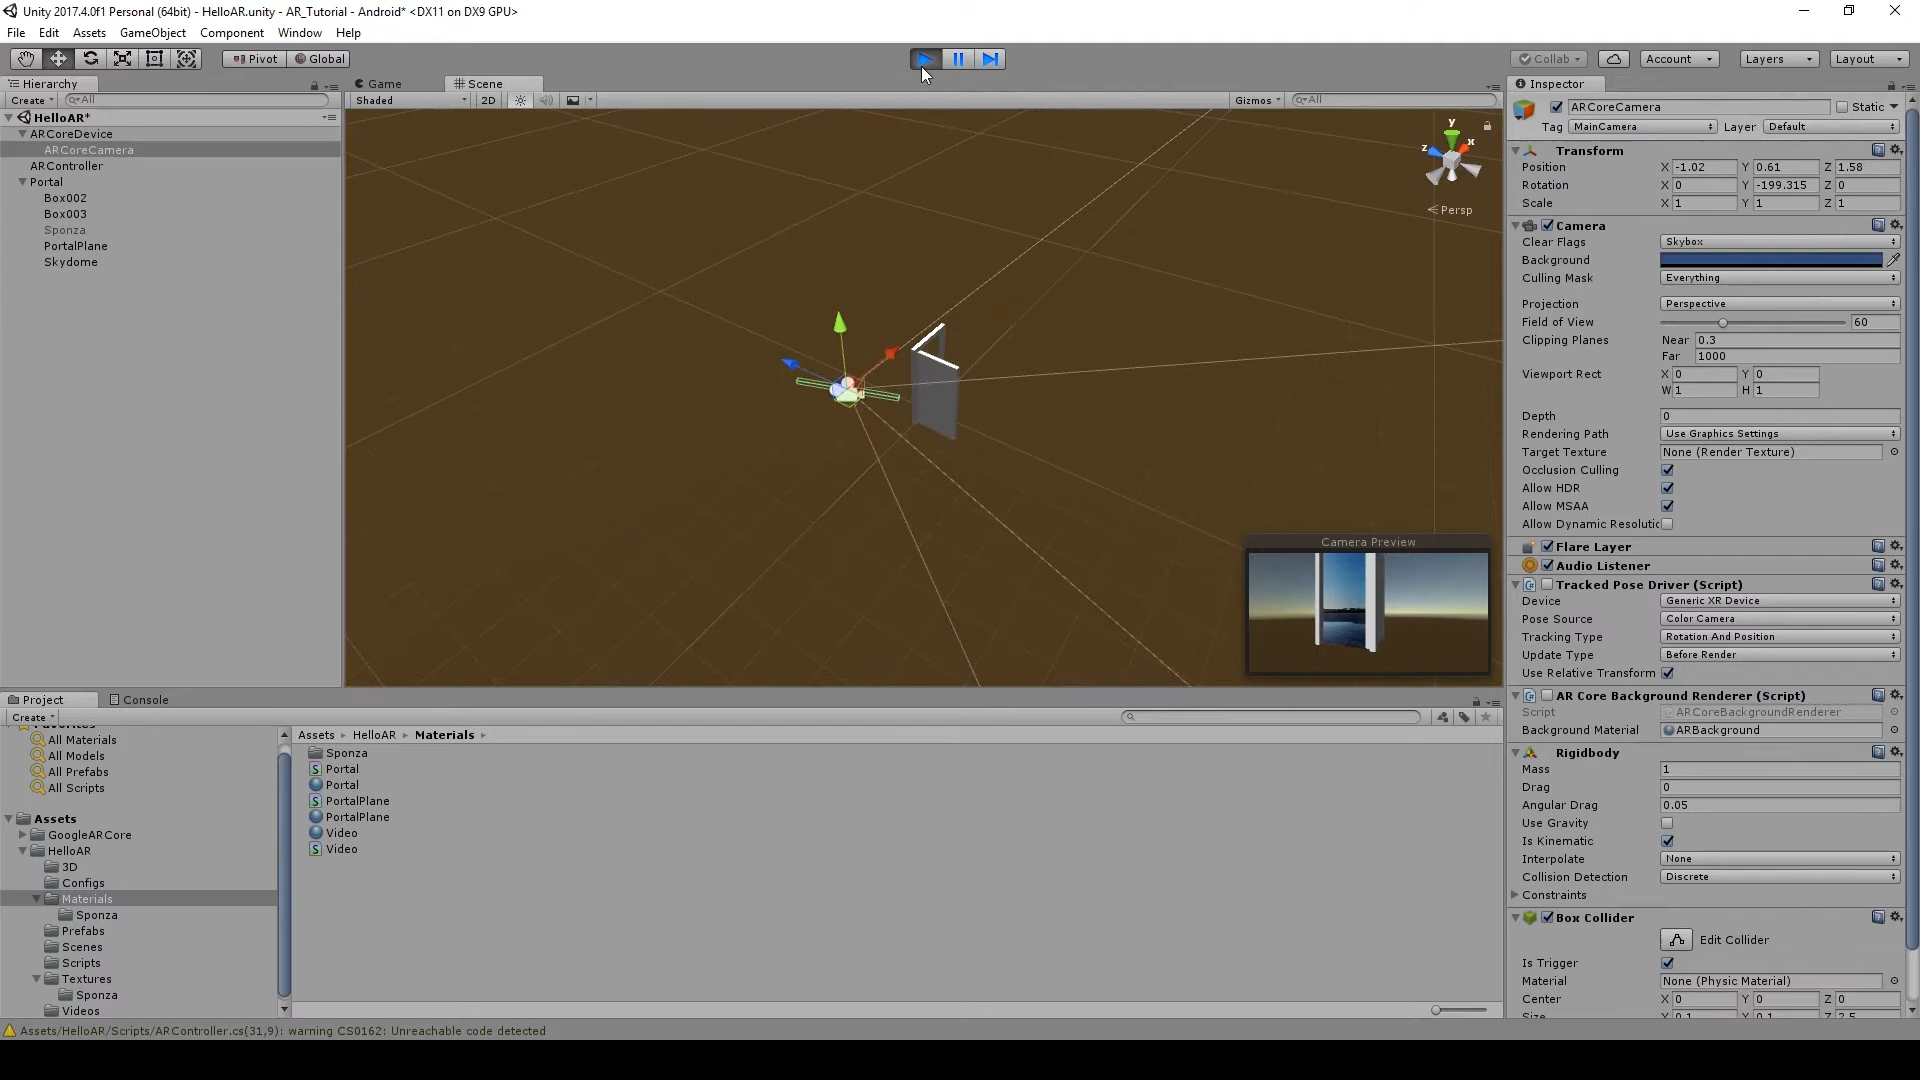 Unity 2017.4.0f1 Personal (64bit) - HelloAR.unity - AR_Tutorial - Android* <DX11 on DX9 GPU>
File Edit Assets GameObject Component Window Help
Pivot Global Collab Account Layers Layout
Hierarchy
Create All
HelloAR*
ARCoreDevice
ARCoreCamera
ARController
Portal
Box002
Box003
Sponza
PortalPlane
Skydome
Game Scene
Shaded 2D Gizmos All
y
z x
Persp
Camera Preview
Inspector
ARCoreCamera Static
Tag MainCamera Layer Default
Transform
Position X -1.02 Y 0.61 Z 1.58
Rotation X 0 Y -199.315 Z 0
Scale X 1 Y 1 Z 1
Camera
Clear Flags Skybox
Background
Culling Mask Everything
Projection Perspective
Field of View 60
Clipping Planes Near 0.3
Far 1000
Viewport Rect X 0 Y 0
W 1 H 1
Depth 0
Rendering Path Use Graphics Settings
Target Texture None (Render Texture)
Occlusion Culling
Allow HDR
Allow MSAA
Allow Dynamic Resolutic
Flare Layer
Audio Listener
Tracked Pose Driver (Script)
Device Generic XR Device
Pose Source Color Camera
Tracking Type Rotation And Position
Update Type Before Render
Use Relative Transform
AR Core Background Renderer (Script)
Script ARCoreBackgroundRenderer
Background Material ARBackground
Rigidbody
Mass 1
Drag 0
Angular Drag 0.05
Use Gravity
Is Kinematic
Interpolate None
Collision Detection Discrete
Constraints
Box Collider
Edit Collider
Is Trigger
Material None (Physic Material)
Center X 0 Y 0 Z 0
Size X 0.1 Y 0.1 Z 2.5
Project Console
Create
Favorites
All Materials
All Models
All Prefabs
All Scripts
Assets
GoogleARCore
HelloAR
3D
Configs
Materials
Sponza
Prefabs
Scenes
Scripts
Textures
Sponza
Videos
Assets HelloAR Materials
Sponza
Portal
Portal
PortalPlane
PortalPlane
Video
Video
Assets/HelloAR/Scripts/ARController.cs(31,9): warning CS0162: Unreachable code detected